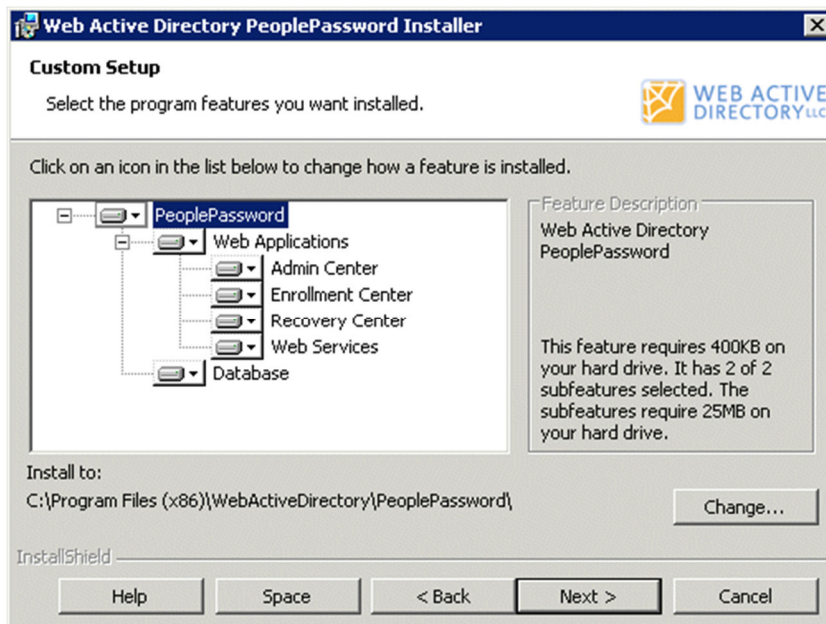 Web Active Directory PeoplePassword Installer
Custom Setup
Select the program features you want installed.
WEB ACTIVE
DIRECTORY LLC
Click on an icon in the list below to change how a feature is installed.
PeoplePassword
Web Applications
Admin Center
Enrollment Center
Recovery Center
Web Services
Database
Feature Description
Web Active Directory
PeoplePassword
This feature requires 400KB on
your hard drive. It has 2 of 2
subfeatures selected. The
subfeatures require 25MB on
your hard drive.
Install to:
C:\Program Files (x86)\WebActiveDirectory\PeoplePassword\
Change...
InstallShield
Help
Space
< Back
Next >
Cancel